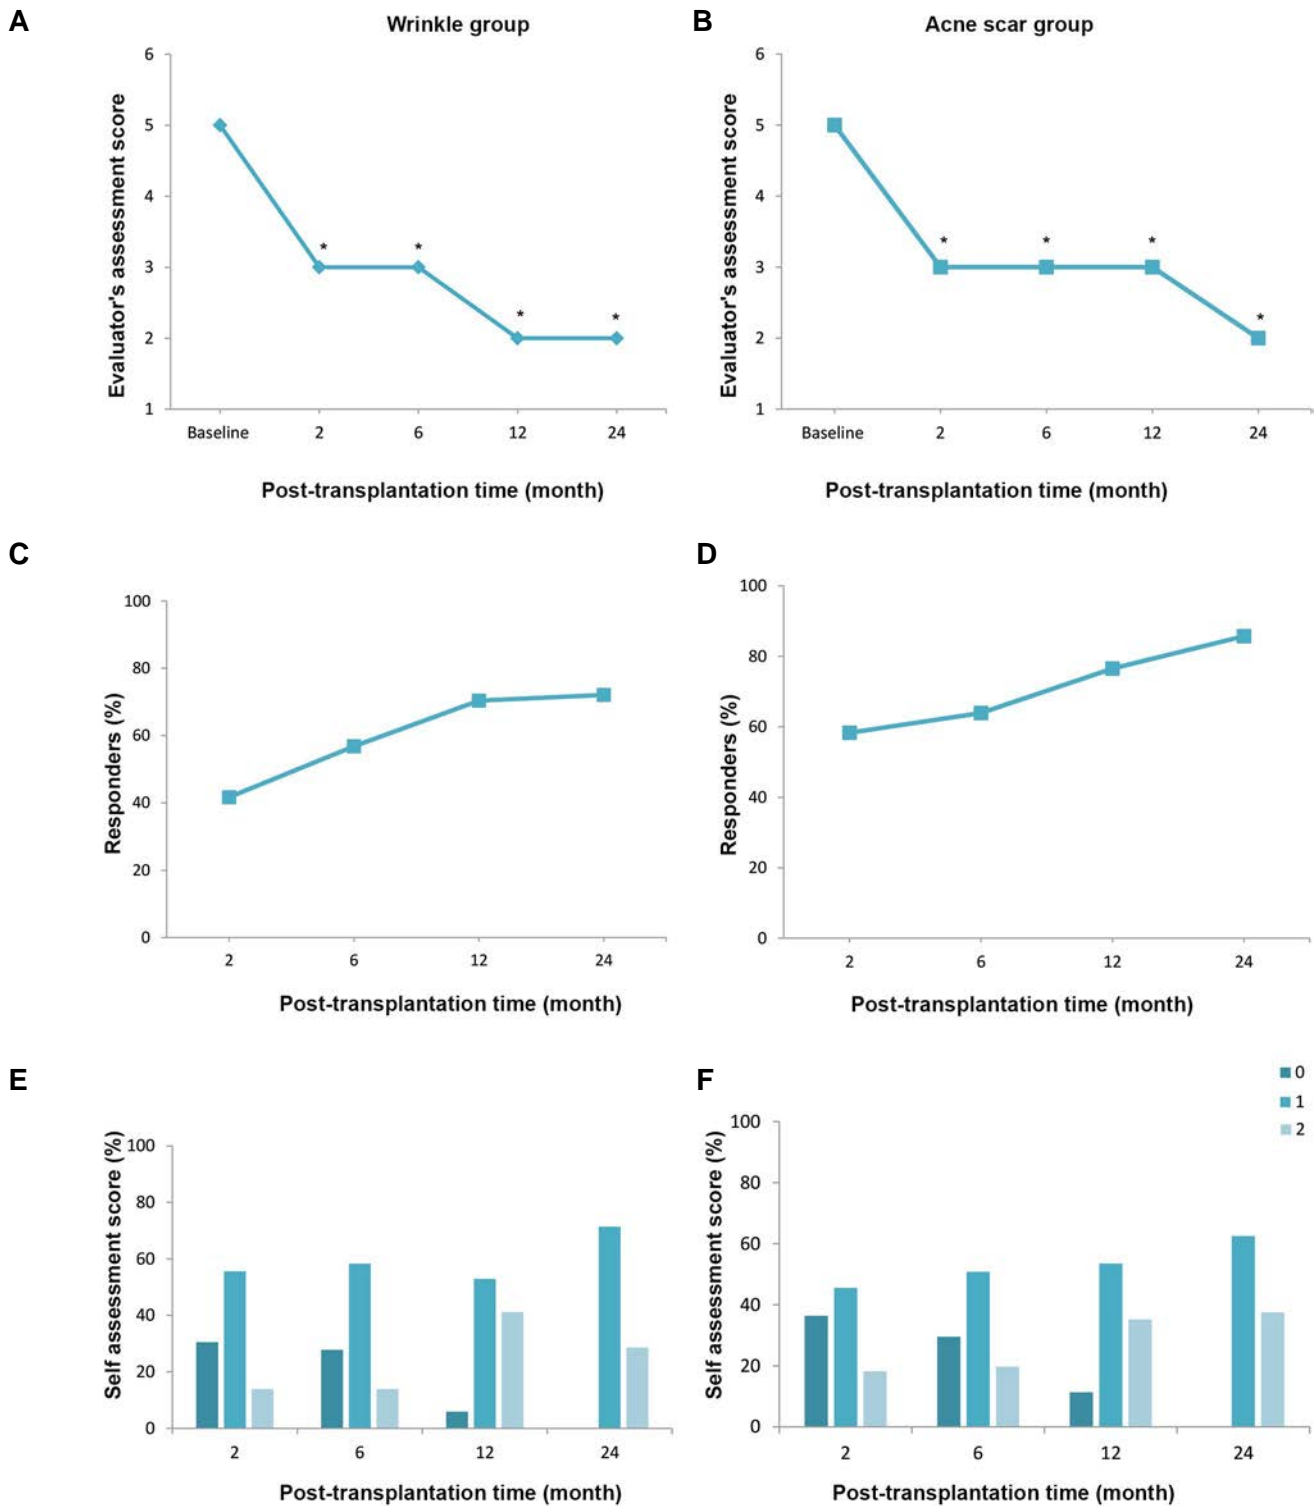 A
Wrinkle group
Evaluator's assessment score
6
5
4
3
2
1
*
*
*
*
Baseline 2 6 12 24
Post-transplantation time (month)
B
Acne scar group
Evaluator's assessment score
6
5
4
3
2
1
*
*
*
*
Baseline 2 6 12 24
Post-transplantation time (month)
C
Responders (%)
100
80
60
40
20
0
2 6 12 24
Post-transplantation time (month)
D
Responders (%)
100
80
60
40
20
0
2 6 12 24
Post-transplantation time (month)
E
Self assessment score (%)
100
80
60
40
20
0
2 6 12 24
Post-transplantation time (month)
F
0
1
2
Self assessment score (%)
100
80
60
40
20
0
2 6 12 24
Post-transplantation time (month)